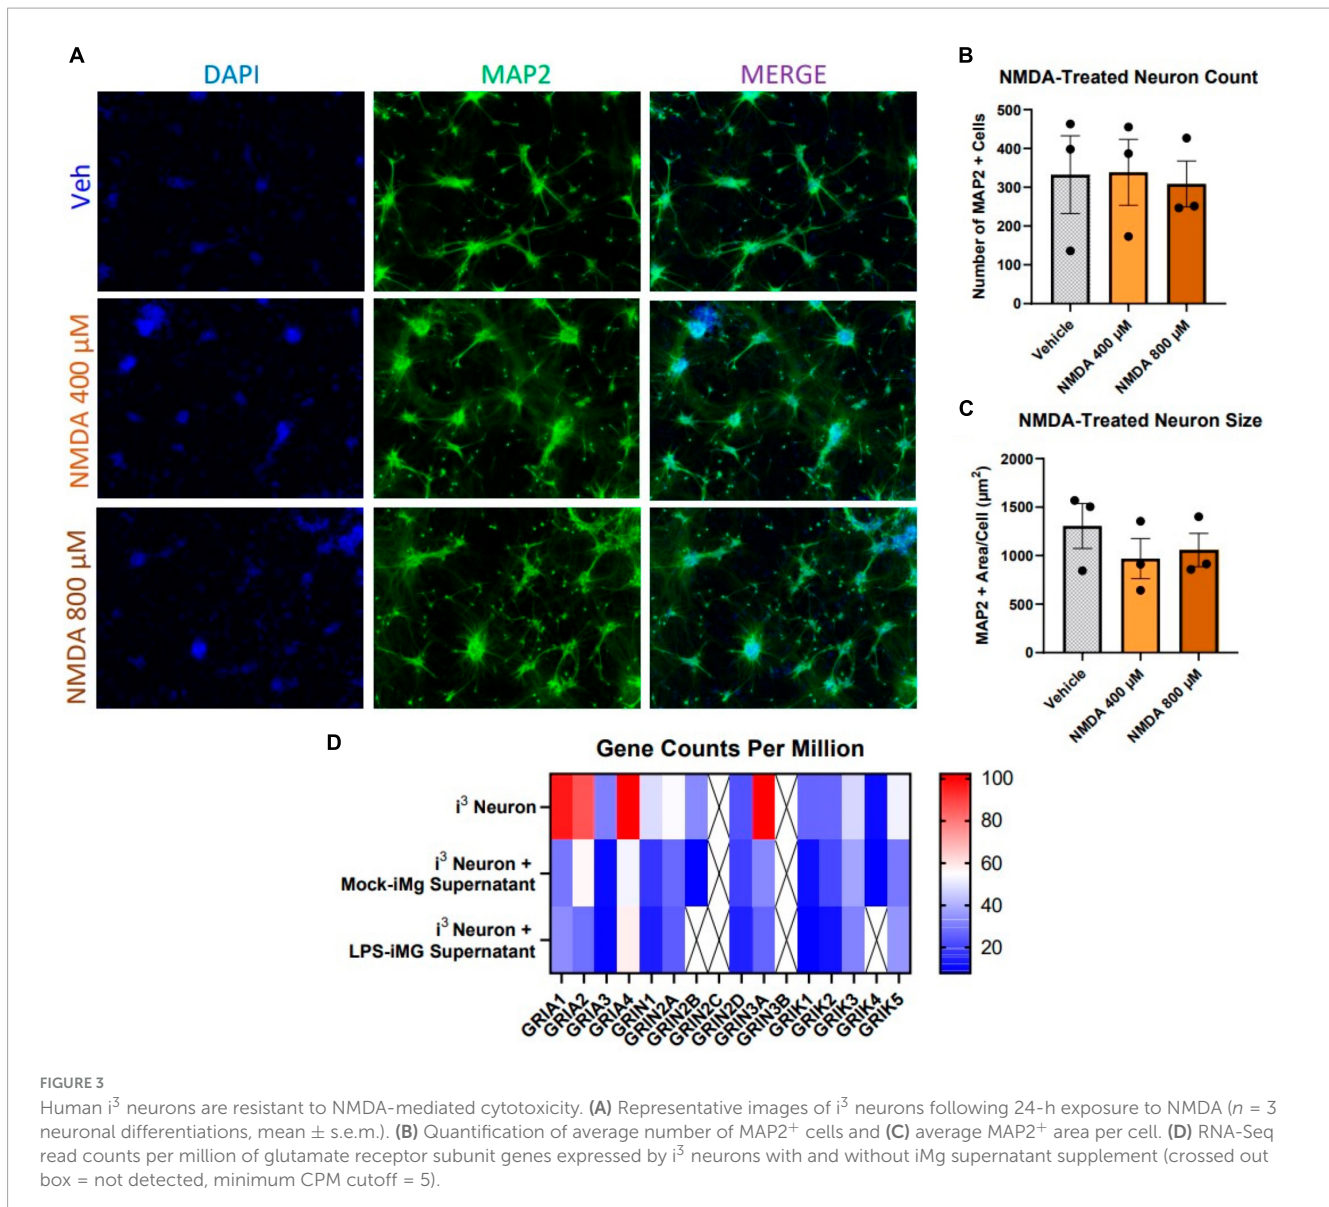 A
DAPI
MAP2
MERGE
Veh
NMDA 400 µM
NMDA 800 µM
B
NMDA-Treated Neuron Count
Number of MAP2 + Cells
500
400
300
200
100
0
Vehicle
NMDA 400 µM
NMDA 800 µM
C
NMDA-Treated Neuron Size
MAP2 + Area/Cell (µm²)
2000
1500
1000
500
0
Vehicle
NMDA 400 µM
NMDA 800 µM
D
Gene Counts Per Million
i³ Neuron
i³ Neuron +
Mock-iMg Supernatant
i³ Neuron +
LPS-iMG Supernatant
GRIA1
GRIA2
GRIA3
GRIA4
GRIN1
GRIN2A
GRIN2B
GRIN2C
GRIN2D
GRIN3A
GRIN3B
GRIK1
GRIK2
GRIK3
GRIK4
GRIK5
100
80
60
40
20
FIGURE 3
Human i³ neurons are resistant to NMDA-mediated cytotoxicity. (A) Representative images of i³ neurons following 24-h exposure to NMDA (n = 3
neuronal differentiations, mean ± s.e.m.). (B) Quantification of average number of MAP2⁺ cells and (C) average MAP2⁺ area per cell. (D) RNA-Seq
read counts per million of glutamate receptor subunit genes expressed by i³ neurons with and without iMg supernatant supplement (crossed out
box = not detected, minimum CPM cutoff = 5).